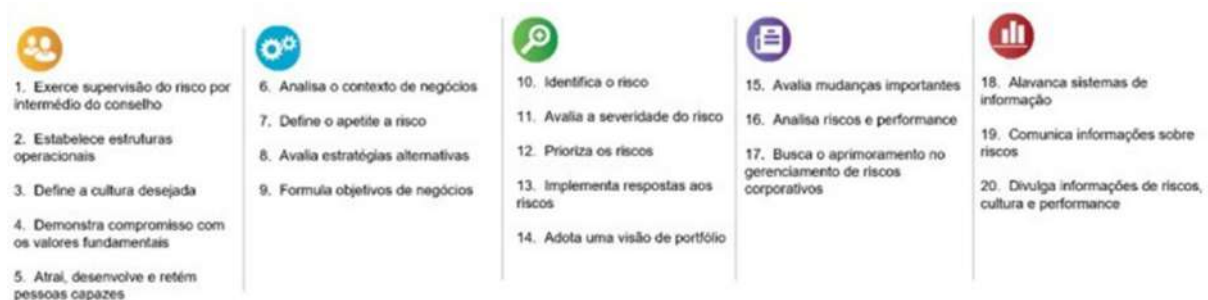 1. Exerce supervisão do risco por
intermédio do conselho
2. Estabelece estruturas
operacionais
3. Define a cultura desejada
4. Demonstra compromisso com
os valores fundamentais
5. Atrai, desenvolve e retém
pessoas capazes
6. Analisa o contexto de negócios
7. Define o apetite a risco
8. Avalia estratégias alternativas
9. Formula objetivos de negócios
10. Identifica o risco
11. Avalia a severidade do risco
12. Prioriza os riscos
13. Implementa respostas aos
riscos
14. Adota uma visão de portfólio
15. Avalia mudanças importantes
16. Analisa riscos e performance
17. Busca o aprimoramento no
gerenciamento de riscos
corporativos
18. Alavanca sistemas de
informação
19. Comunica informações sobre
riscos
20. Divulga informações de riscos,
cultura e performance